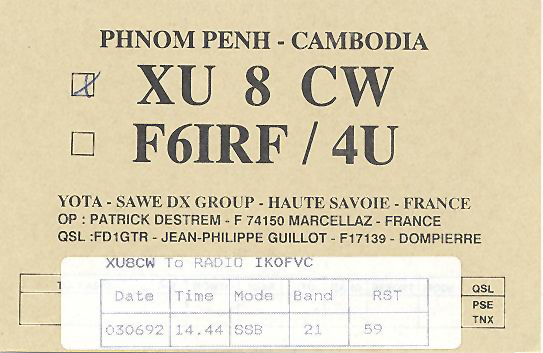 PHNOM PENH - CAMBODIA
XU 8 CW
F6IRF / 4U
YOTA - SAWE DX GROUP - HAUTE SAVOIE - FRANCE
OP : PATRICK DESTREM - F 74150 MARCELLAZ - FRANCE
QSL :FD1GTR - JEAN-PHILIPPE GUILLOT - F17139 - DOMPIERRE
XU8CW To RADIO IK0FVC
Date Time Mode Band RST
030692 14.44 SSB 21 59
QSL
PSE
TNX